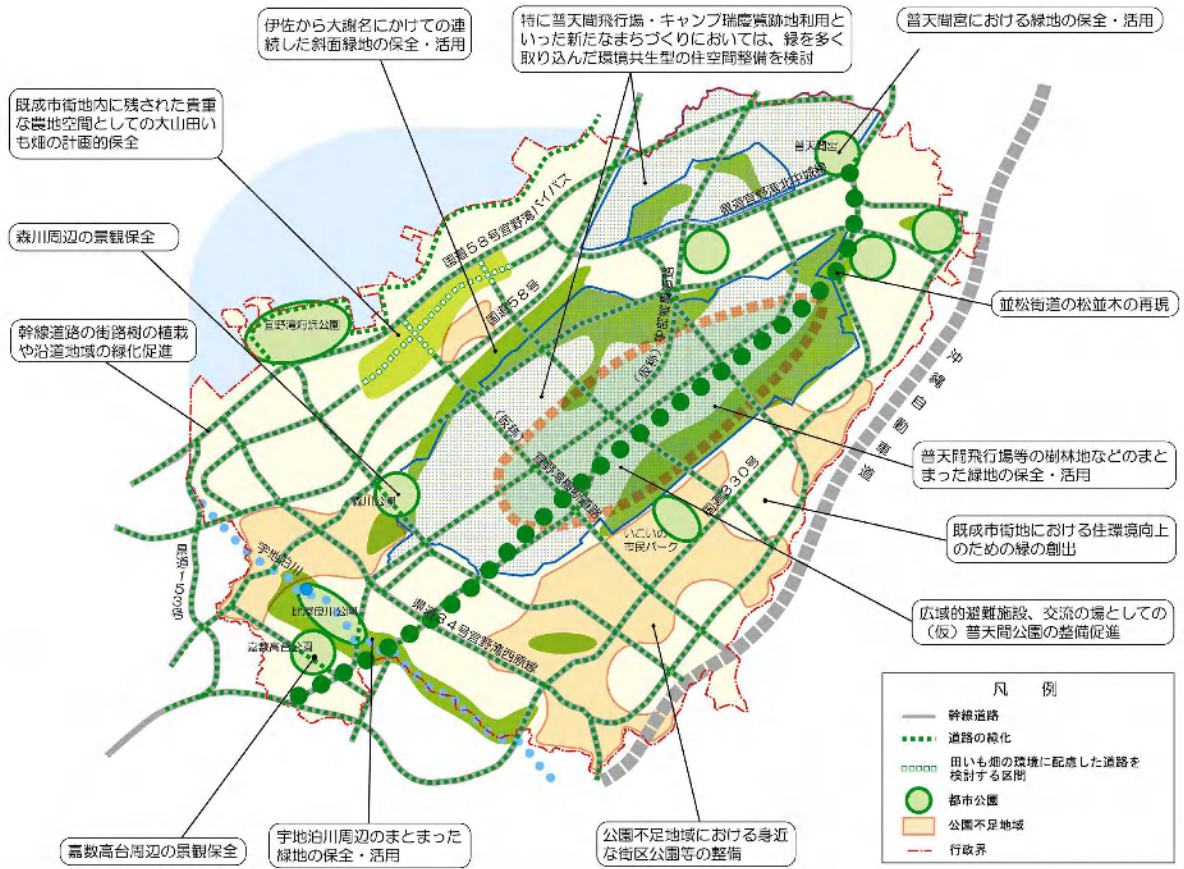 伊佐から大謝名にかけての連
続した斜面緑地の保全・活用
特に普天間飛行場・キャンプ瑞慶覧跡地利用と
いった新たなまちづくりにおいては、緑を多く
取り込んだ環境共生型の住空間整備を検討
普天間宮における緑地の保全・活用
既成市街地内に残された貴重
な農地空間としての大山田い
も畑の計画的保全
普天間宮
県道宜野湾北中城線
国道58号宜野湾バイパス
森川周辺の景観保全
国道58号
並松街道の松並木の再現
宜野湾海浜公園
幹線道路の街路樹の植栽
や沿道地域の緑化促進
沖縄自動車道
普天間飛行場等の樹林地などのまと
まった緑地の保全・活用
国道330号
森川公園
いこいの
市民パーク
既成市街地における住環境向上
のための緑の創出
宇地泊川
県道153号
比屋良川公園
県道34号宜野湾西原線
広域的避難施設、交流の場としての
（仮）普天間公園の整備促進
嘉数高台公園
凡　例
幹線道路
道路の緑化
田いも畑の環境に配慮した道路を
検討する区間
都市公園
公園不足地域
行政界
嘉数高台周辺の景観保全
宇地泊川周辺のまとまった
緑地の保全・活用
公園不足地域における身近
な街区公園等の整備